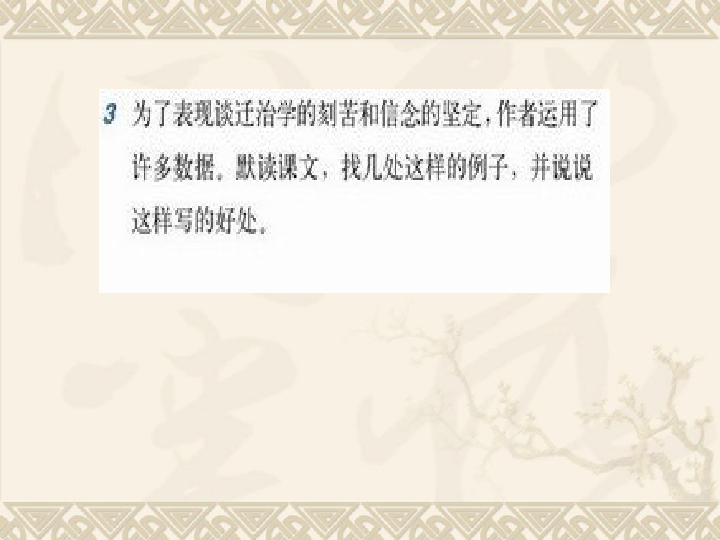 3 为了表现谈迁治学的刻苦和信念的坚定，作者运用了
许多数据。默读课文，找几处这样的例子，并说说
这样写的好处。